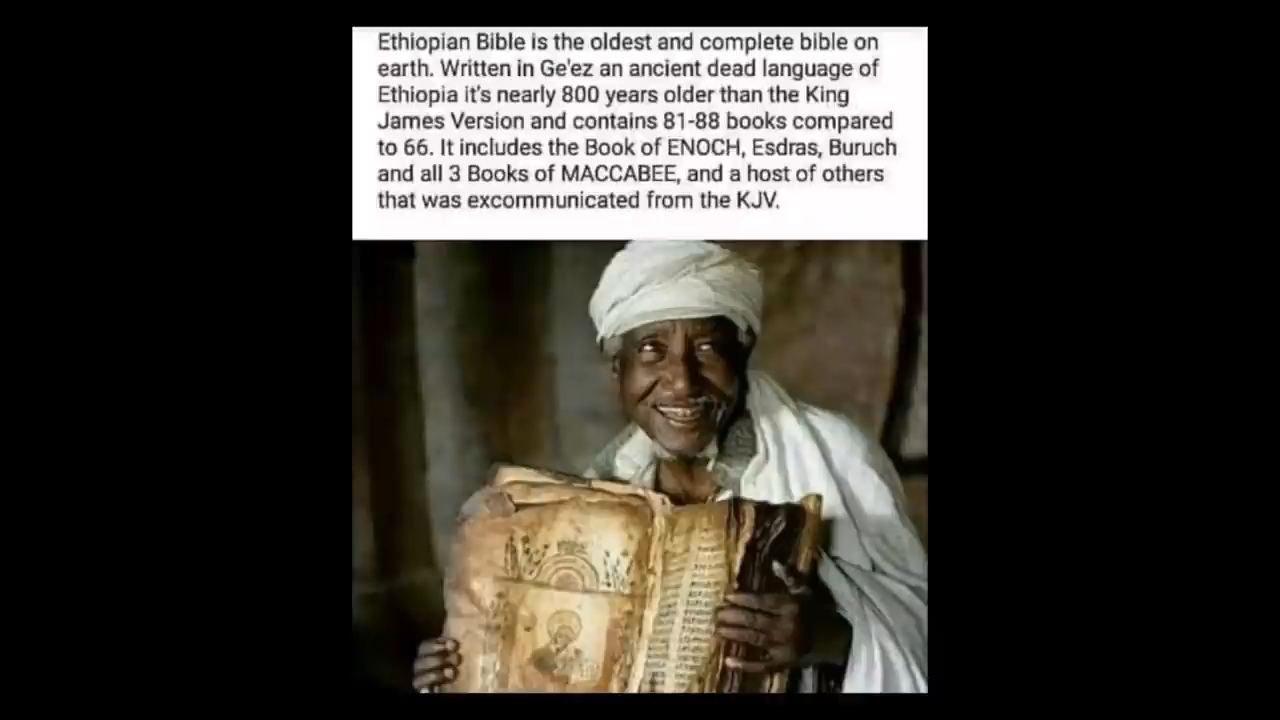 Ethiopian Bible is the oldest and complete bible on
earth. Written in Ge'ez an ancient dead language of
Ethiopia it's nearly 800 years older than the King
James Version and contains 81-88 books compared
to 66. It includes the Book of ENOCH, Esdras, Buruch
and all 3 Books of MACCABEE, and a host of others
that was excommunicated from the KJV.